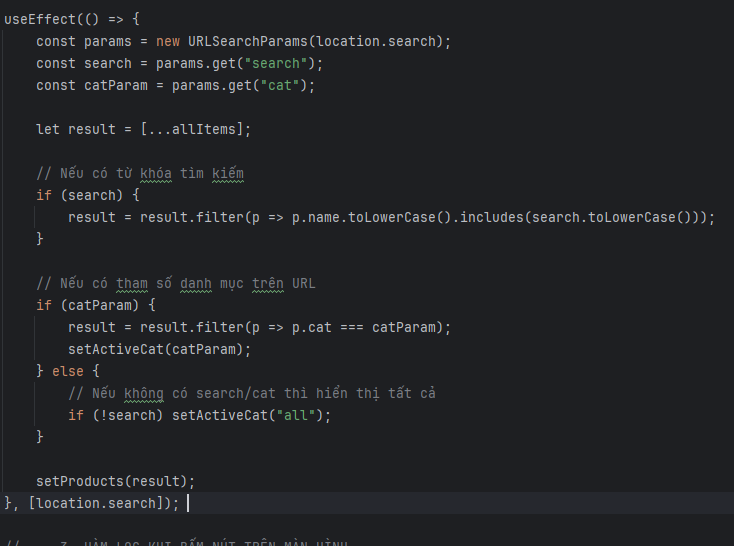 useEffect(() => {
    const params = new URLSearchParams(location.search);
    const search = params.get("search");
    const catParam = params.get("cat");

    let result = [...allItems];

    // Nếu có từ khóa tìm kiếm
    if (search) {
        result = result.filter(p => p.name.toLowerCase().includes(search.toLowerCase()));
    }

    // Nếu có tham số danh mục trên URL
    if (catParam) {
        result = result.filter(p => p.cat === catParam);
        setActiveCat(catParam);
    } else {
        // Nếu không có search/cat thì hiển thị tất cả
        if (!search) setActiveCat("all");
    }

    setProducts(result);
}, [location.search]);